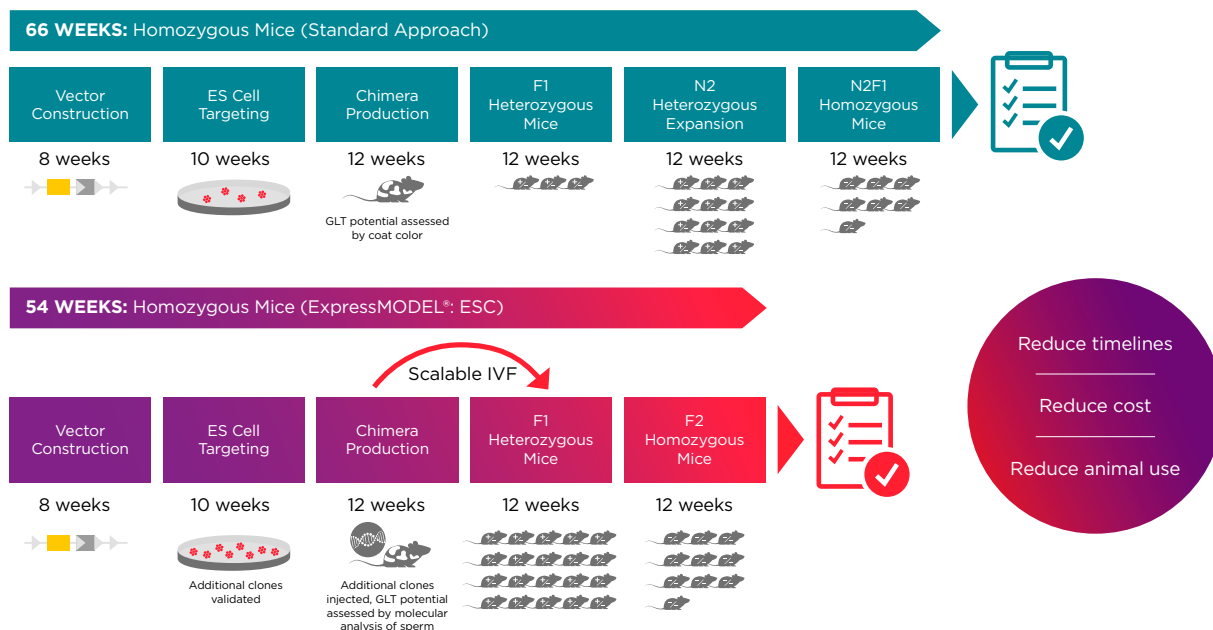 66 WEEKS: Homozygous Mice (Standard Approach)
Vector
Construction
ES Cell
Targeting
Chimera
Production
F1
Heterozygous
Mice
N2
Heterozygous
Expansion
N2F1
Homozygous
Mice
8 weeks
10 weeks
12 weeks
12 weeks
12 weeks
12 weeks
GLT potential assessed
by coat color
54 WEEKS: Homozygous Mice (ExpressMODEL®: ESC)
Scalable IVF
Vector
Construction
ES Cell
Targeting
Chimera
Production
F1
Heterozygous
Mice
F2
Homozygous
Mice
8 weeks
10 weeks
12 weeks
12 weeks
12 weeks
Additional clones
validated
Additional clones
injected, GLT potential
assessed by molecular
analysis of sperm
Reduce timelines
Reduce cost
Reduce animal use